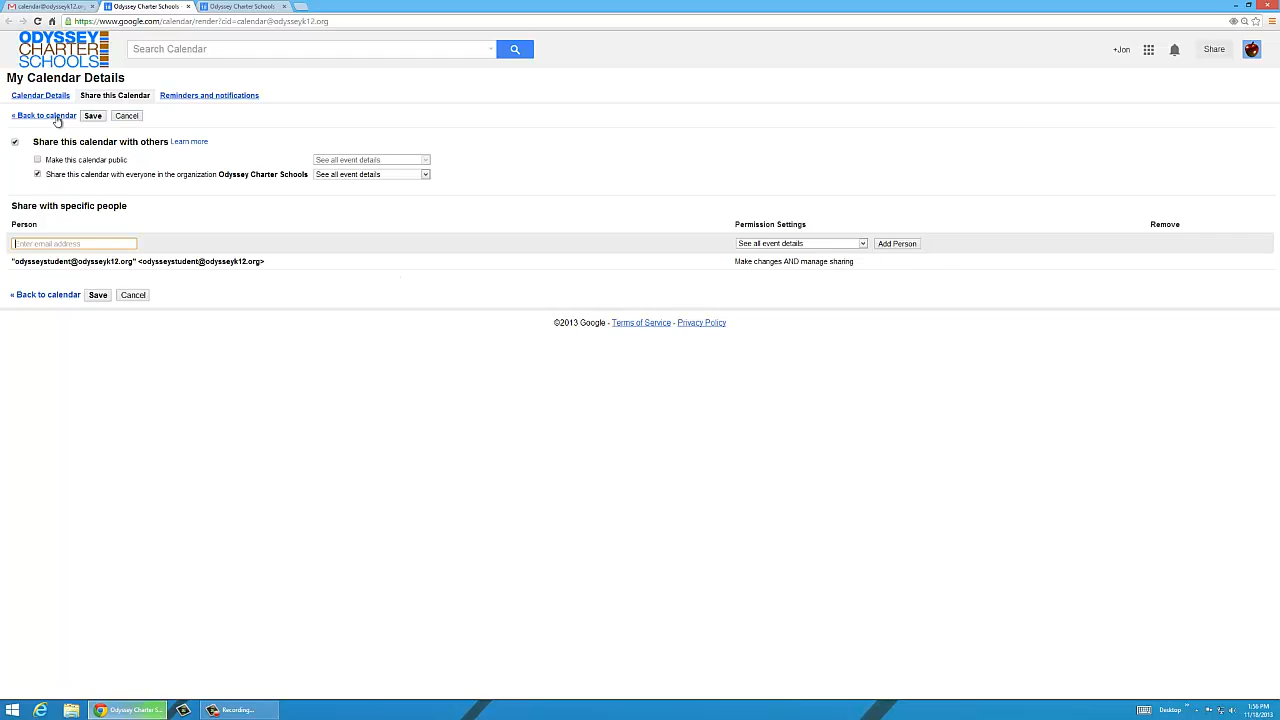 calendar@odysseyk12.org
Odyssey Charter Schools
Odyssey Charter Schools
https://www.google.com/calendar/render?cid=calendar@odysseyk12.org
ODYSSEY
CHARTER
SCHOOLS
Search Calendar
+Jon
Share
My Calendar Details
Calendar Details Share this Calendar Reminders and notifications
« Back to calendar Save Cancel
Share this calendar with others Learn more
Make this calendar public See all event details
Share this calendar with everyone in the organization Odyssey Charter Schools See all event details
Share with specific people
Person Permission Settings Remove
Enter email address See all event details Add Person
"odysseystudent@odysseyk12.org" <odysseystudent@odysseyk12.org> Make changes AND manage sharing
« Back to calendar Save Cancel
©2013 Google - Terms of Service - Privacy Policy
Odyssey Charter S...
Recording...
Desktop
1:56 PM
11/18/2013